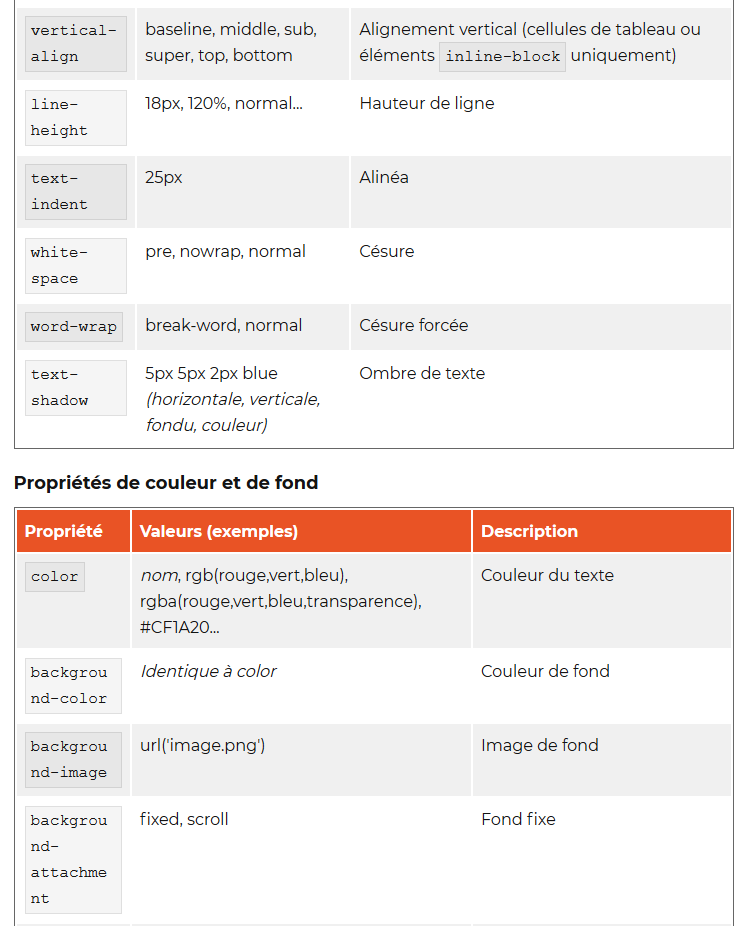 vertical-align baseline, middle, sub, super, top, bottom Alignement vertical (cellules de tableau ou éléments inline-block uniquement)
line-height 18px, 120%, normal... Hauteur de ligne
text-indent 25px Alinéa
white-space pre, nowrap, normal Césure
word-wrap break-word, normal Césure forcée
text-shadow 5px 5px 2px blue (horizontale, verticale, fondu, couleur) Ombre de texte
Propriétés de couleur et de fond
Propriété Valeurs (exemples) Description
color nom, rgb(rouge,vert,bleu), rgba(rouge,vert,bleu,transparence), #CF1A20... Couleur du texte
background-color Identique à color Couleur de fond
background-image url('image.png') Image de fond
background-attachment fixed, scroll Fond fixe